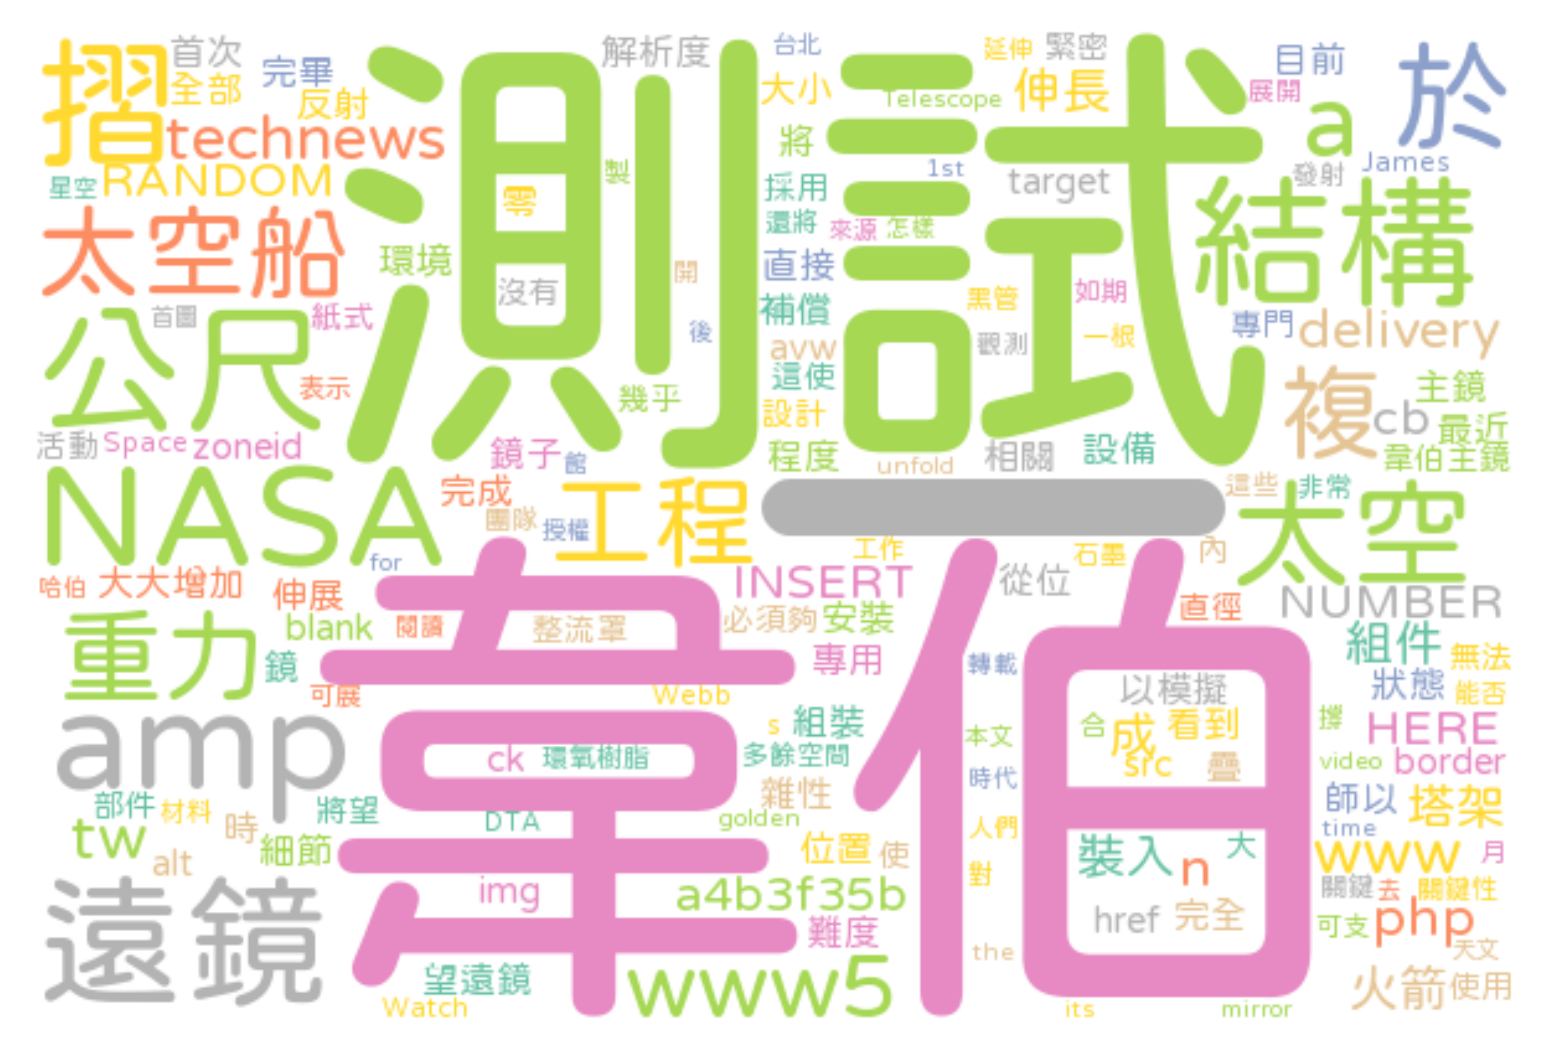 摺
首次
全部
完畢
反射
technews
星空
RANDOM
太空船
環境
公尺
首圖
紙式
表示
活動
Space
zoneid
測試
解析度
製
零
沒有
開
後
幾乎
台北
大小
將
採用
還將
來源
怎樣
直接
補償
avw
這使
設計
程度
延伸
緊密
Telescope
伸長
1st
target
黑管
如期
觀測
一根
unfold
相關
設備
目前
展開
a
於
發射
James
結構
專門
delivery
複
cb
主鏡
最近
韋伯主鏡
NASA
鏡子
館
完成
團隊
授權
工程
for
一
這些
非常
太空
工作
石墨
內
哈伯
大大增加
伸展
重力
blank
閱讀
鏡
可展
INSERT
整流罩
必須夠
安裝
專用
Webb
從位
直徑
NUMBER
組件
無法
狀態
能否
韋伯
amp
ck
環氧樹脂
s
組裝
多餘空間
雜性
轉載
本文
時代
人們
對
以模擬
合
成
看到
src
疊
撐
HERE
video
border
部件
材料
將望
tw
時
alt
細節
DTA
golden
位置
使
師以
塔架
time
www
月
裝入
n
大
關鍵
去
關鍵性
遠鏡
img
a4b3f35b
難度
href
完全
可支
php
天文
the
望遠鏡
Watch
www5
its
mirror
火箭
使用